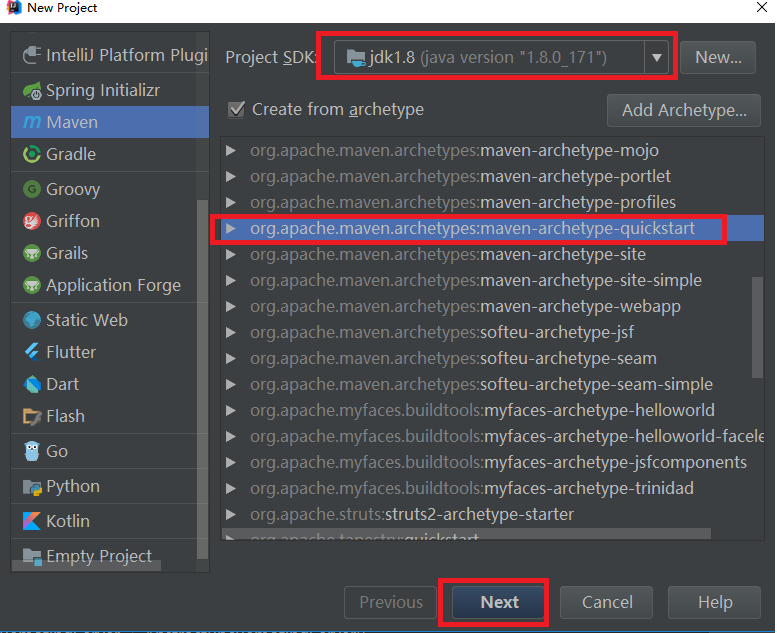 New Project
IntelliJ Platform Plugi
Spring Initializr
Maven
Gradle
Groovy
Griffon
Grails
Application Forge
Static Web
Flutter
Dart
Flash
Go
Python
Kotlin
Empty Project
Project SDK:
jdk1.8 (java version "1.8.0_171")
New...
Create from archetype
Add Archetype...
org.apache.maven.archetypes:maven-archetype-mojo
org.apache.maven.archetypes:maven-archetype-portlet
org.apache.maven.archetypes:maven-archetype-profiles
org.apache.maven.archetypes:maven-archetype-quickstart
org.apache.maven.archetypes:maven-archetype-site
org.apache.maven.archetypes:maven-archetype-site-simple
org.apache.maven.archetypes:maven-archetype-webapp
org.apache.maven.archetypes:softeu-archetype-jsf
org.apache.maven.archetypes:softeu-archetype-seam
org.apache.maven.archetypes:softeu-archetype-seam-simple
org.apache.myfaces.buildtools:myfaces-archetype-helloworld
org.apache.myfaces.buildtools:myfaces-archetype-helloworld-facele
org.apache.myfaces.buildtools:myfaces-archetype-jsfcomponents
org.apache.myfaces.buildtools:myfaces-archetype-trinidad
org.apache.struts:struts2-archetype-starter
org.apache.tapestry:quickstart
Previous
Next
Cancel
Help